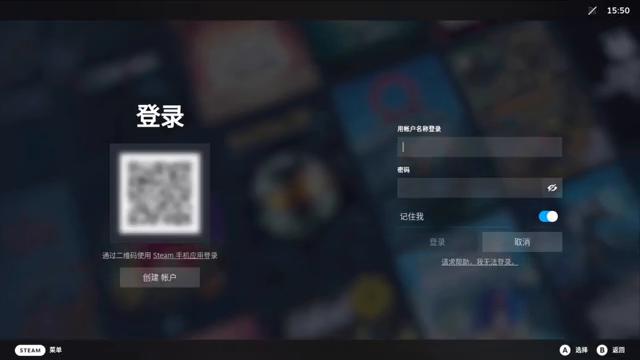 15:50
登录
通过二维码使用 Steam 手机应用登录
创建 帐户
用帐户名称登录
密码
记住我
登录
取消
请求帮助，我无法登录。
STEAM 菜单
A 选择 B 返回